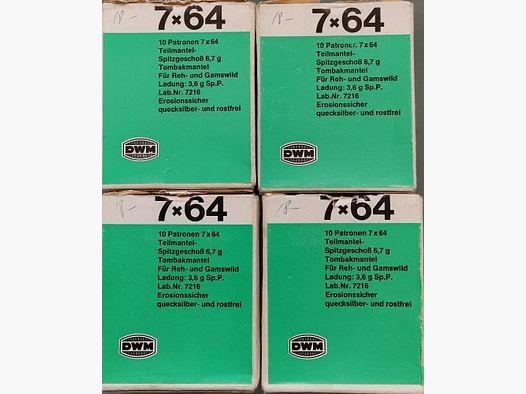 18-
7×64
10 Patronen 7 x 64
Teilmantel-
Spitzgeschoß 6,7 g
Tombakmantel
Für Reh- und Gamswild
Ladung: 3,6 g Sp.P.
Lab.Nr. 7216
Erosionssicher
quecksilber- und rostfrei
DWM
18-
7×64
10 Patronen 7 x 64
Teilmantel-
Spitzgeschoß 6,7 g
Tombakmantel
Für Reh- und Gamswild
Ladung: 3,6 g Sp.P.
Lab.Nr. 7216
Erosionssicher
quecksilber- und rostfrei
DWM
18-
7×64
10 Patronen 7 x 64
Teilmantel-
Spitzgeschoß 6,7 g
Tombakmantel
Für Reh- und Gamswild
Ladung: 3,6 g Sp.P.
Lab.Nr. 7216
Erosionssicher
quecksilber- und rostfrei
DWM
18-
7×64
10 Patronen 7 x 64
Teilmantel-
Spitzgeschoß 6,7 g
Tombakmantel
Für Reh- und Gamswild
Ladung: 3,6 g Sp.P.
Lab.Nr. 7216
Erosionssicher
quecksilber- und rostfrei
DWM